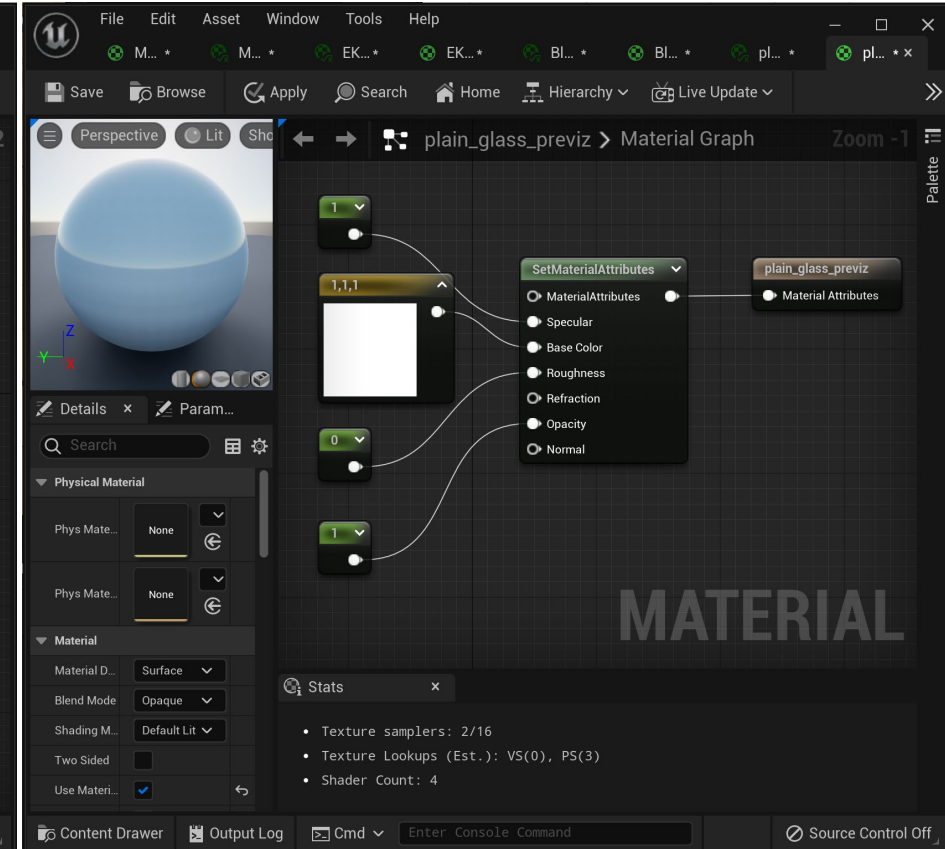 File Edit Asset Window Tools Help
M... * M... * EK... * EK... * Bl... * Bl... * pl... * pl... * ×
Save Browse Apply Search Home Hierarchy Live Update
Perspective Lit Sho
plain_glass_previz > Material Graph Zoom -1
Palette
1
1,1,1
0
1
SetMaterialAttributes
MaterialAttributes
Specular
Base Color
Roughness
Refraction
Opacity
Normal
plain_glass_previz
Material Attributes
Z
Y
X
Details × Param...
Search
Physical Material
Phys Mate... None
Phys Mate... None
Material
Material D... Surface
Blend Mode Opaque
Shading M... Default Lit
Two Sided
Use Materi...
MATERIAL
Stats ×
• Texture samplers: 2/16
• Texture Lookups (Est.): VS(0), PS(3)
• Shader Count: 4
Content Drawer Output Log Cmd Enter Console Command Source Control Off